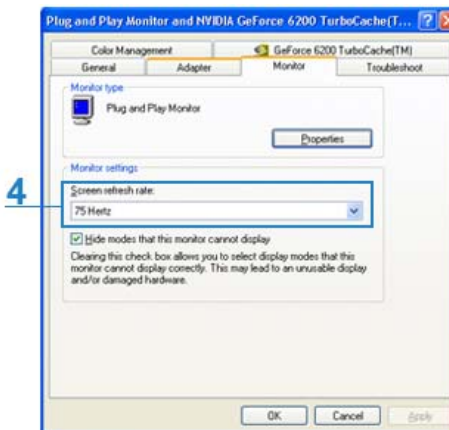 Plug and Play Monitor and NVIDIA GeForce 6200 TurboCache(T... ?
Color Management GeForce 6200 TurboCache(TM)
General Adapter Monitor Troubleshoot
Monitor type
Plug and Play Monitor
Properties
Monitor settings
4
Screen refresh rate:
75 Hertz
Hide modes that this monitor cannot display
Clearing this check box allows you to select display modes that this
monitor cannot display correctly. This may lead to an unusable display
and/or damaged hardware.
OK Cancel Apply